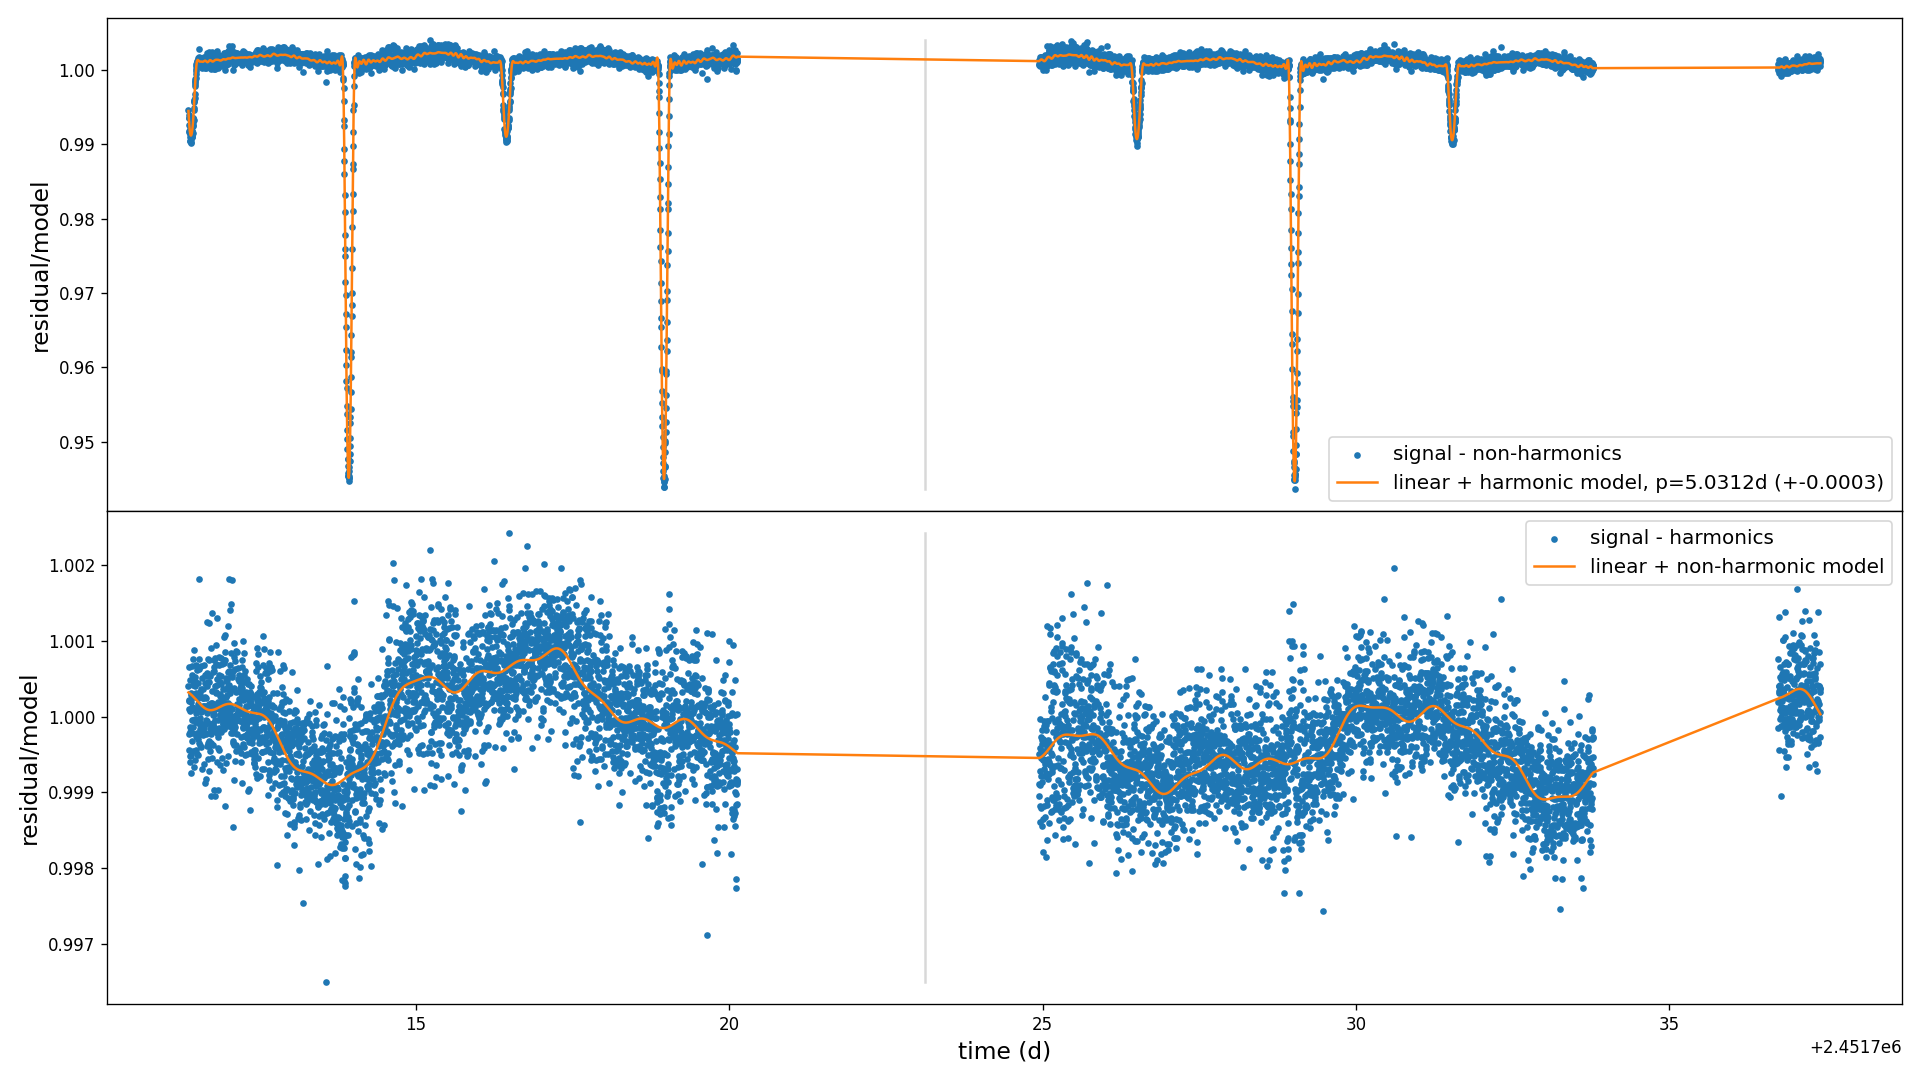 1.00
0.99
0.98
0.97
0.96
0.95
residual/model
signal - non-harmonics
linear + harmonic model, p=5.0312d (+-0.0003)
signal - harmonics
linear + non-harmonic model
1.002
1.001
1.000
0.999
0.998
0.997
residual/model
15
20
25
30
35
time (d)
+2.4517e6